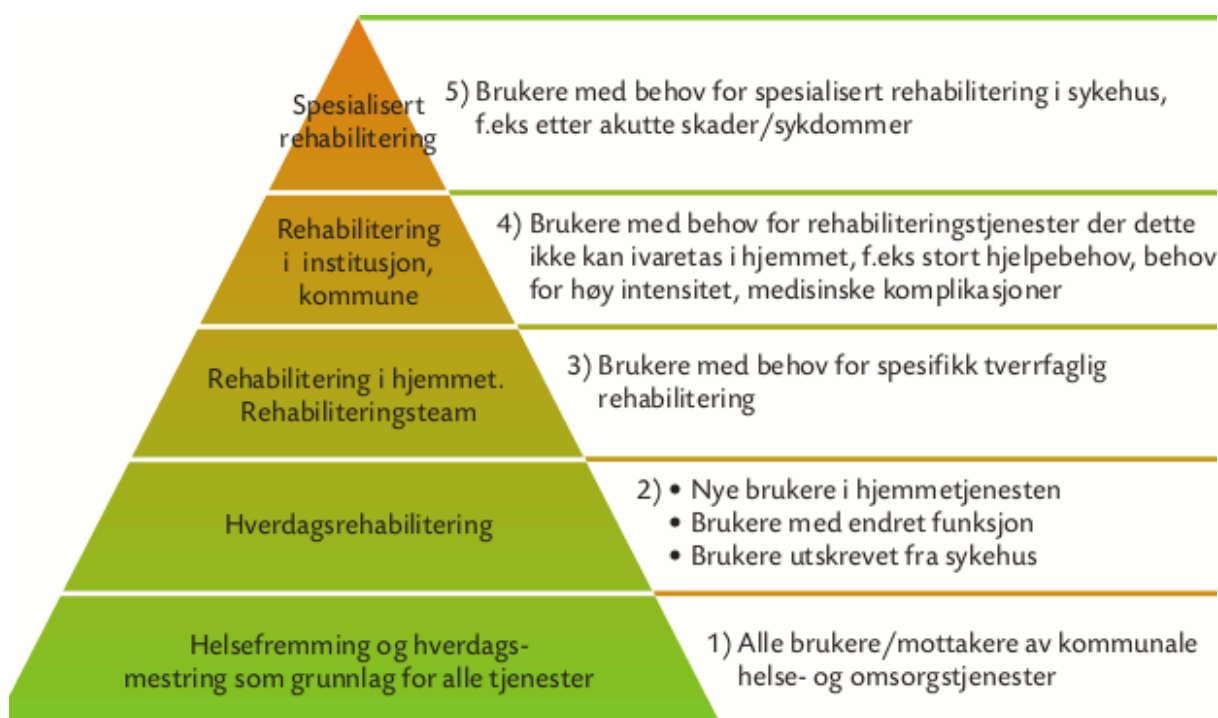 Spesialisert
rehabilitering
5) Brukere med behov for spesialisert rehabilitering i sykehus,
f.eks etter akutte skader/sykdommer
Rehabilitering
i institusjon,
kommune
4) Brukere med behov for rehabiliteringstjenester der dette
ikke kan ivaretas i hjemmet, f.eks stort hjelpebehov, behov
for høy intensitet, medisinske komplikasjoner
Rehabilitering i hjemmet.
Rehabiliteringsteam
3) Brukere med behov for spesifikk tverrfaglig
rehabilitering
Hverdagsrehabilitering
2) • Nye brukere i hjemmetjenesten
• Brukere med endret funksjon
• Brukere utskrevet fra sykehus
Helsefremming og hverdags-
mestring som grunnlag for alle tjenester
1) Alle brukere/mottakere av kommunale
helse- og omsorgstjenester